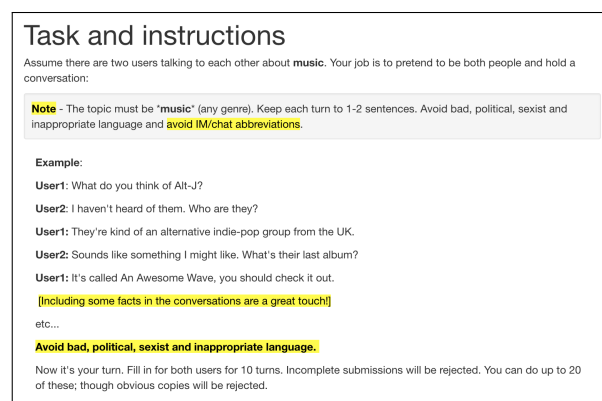 Task and instructions
Assume there are two users talking to each other about music. Your job is to pretend to be both people and hold a
conversation:
Note - The topic must be *music* (any genre). Keep each turn to 1-2 sentences. Avoid bad, political, sexist and
inappropriate language and avoid IM/chat abbreviations.
Example:
User1: What do you think of Alt-J?
User2: I haven't heard of them. Who are they?
User1: They're kind of an alternative indie-pop group from the UK.
User2: Sounds like something I might like. What's their last album?
User1: It's called An Awesome Wave, you should check it out.
[Including some facts in the conversations are a great touch!]
etc...
Avoid bad, political, sexist and inappropriate language.
Now it's your turn. Fill in for both users for 10 turns. Incomplete submissions will be rejected. You can do up to 20
of these; though obvious copies will be rejected.